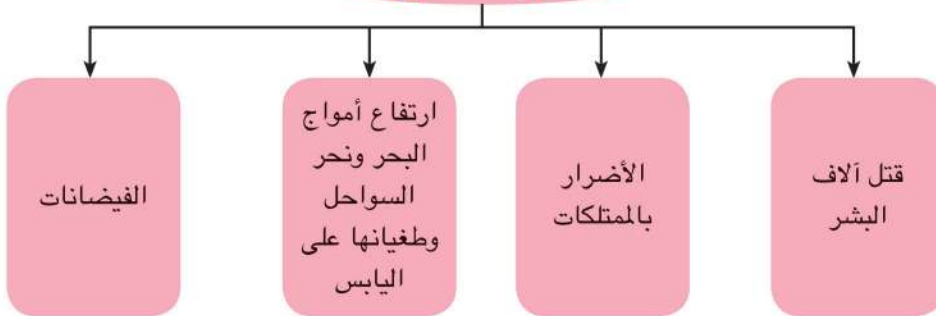 قتل آلاف
البشر
الأضرار
بالممتلكات
ارتفاع أمواج
البحر ونحر
السواحل
وطغيانها على
اليابس
الفيضانات